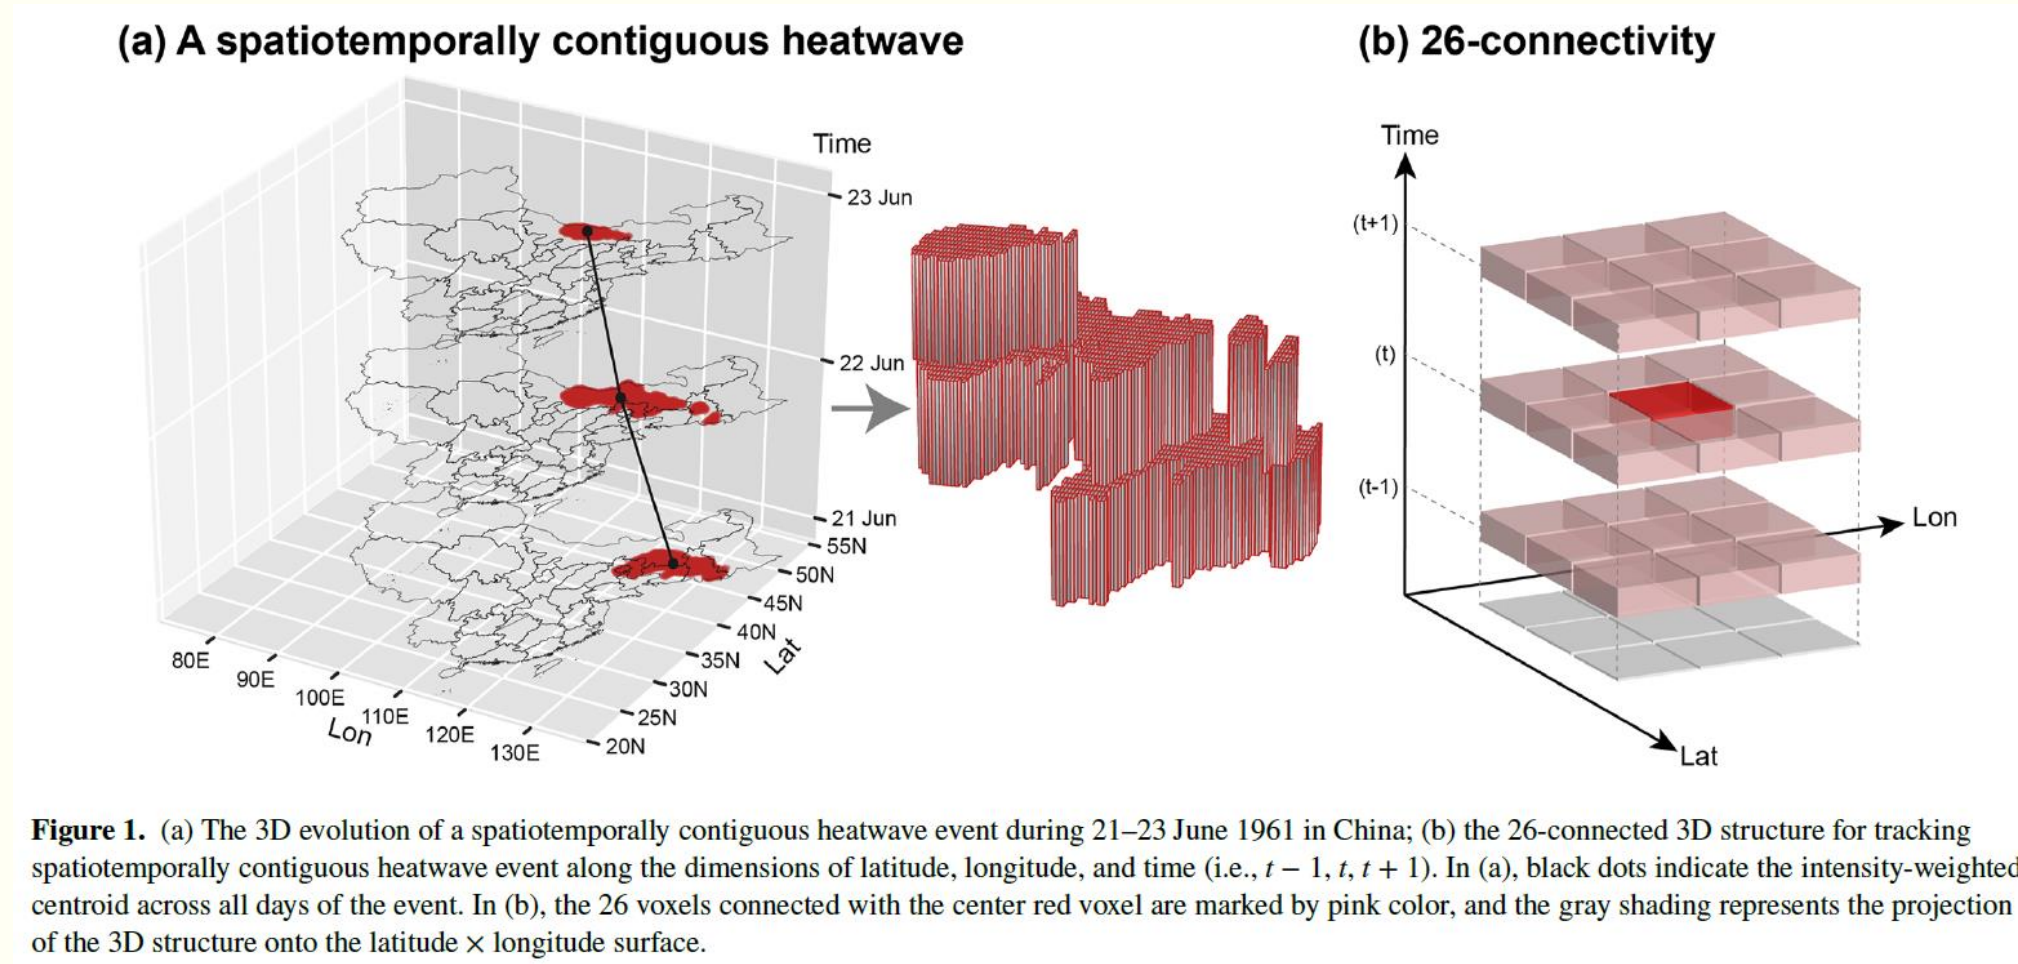 (a) A spatiotemporally contiguous heatwave
(b) 26-connectivity
Time
23 Jun
22 Jun
21 Jun
55N
50N
45N
40N
35N
30N
25N
20N
Lat
80E
90E
100E
110E
120E
130E
Lon
Time
(t+1)
(t)
(t-1)
Lon
Lat
Figure 1. (a) The 3D evolution of a spatiotemporally contiguous heatwave event during 21–23 June 1961 in China; (b) the 26-connected 3D structure for tracking
spatiotemporally contiguous heatwave event along the dimensions of latitude, longitude, and time (i.e., t − 1, t, t + 1). In (a), black dots indicate the intensity-weighted
centroid across all days of the event. In (b), the 26 voxels connected with the center red voxel are marked by pink color, and the gray shading represents the projection
of the 3D structure onto the latitude × longitude surface.